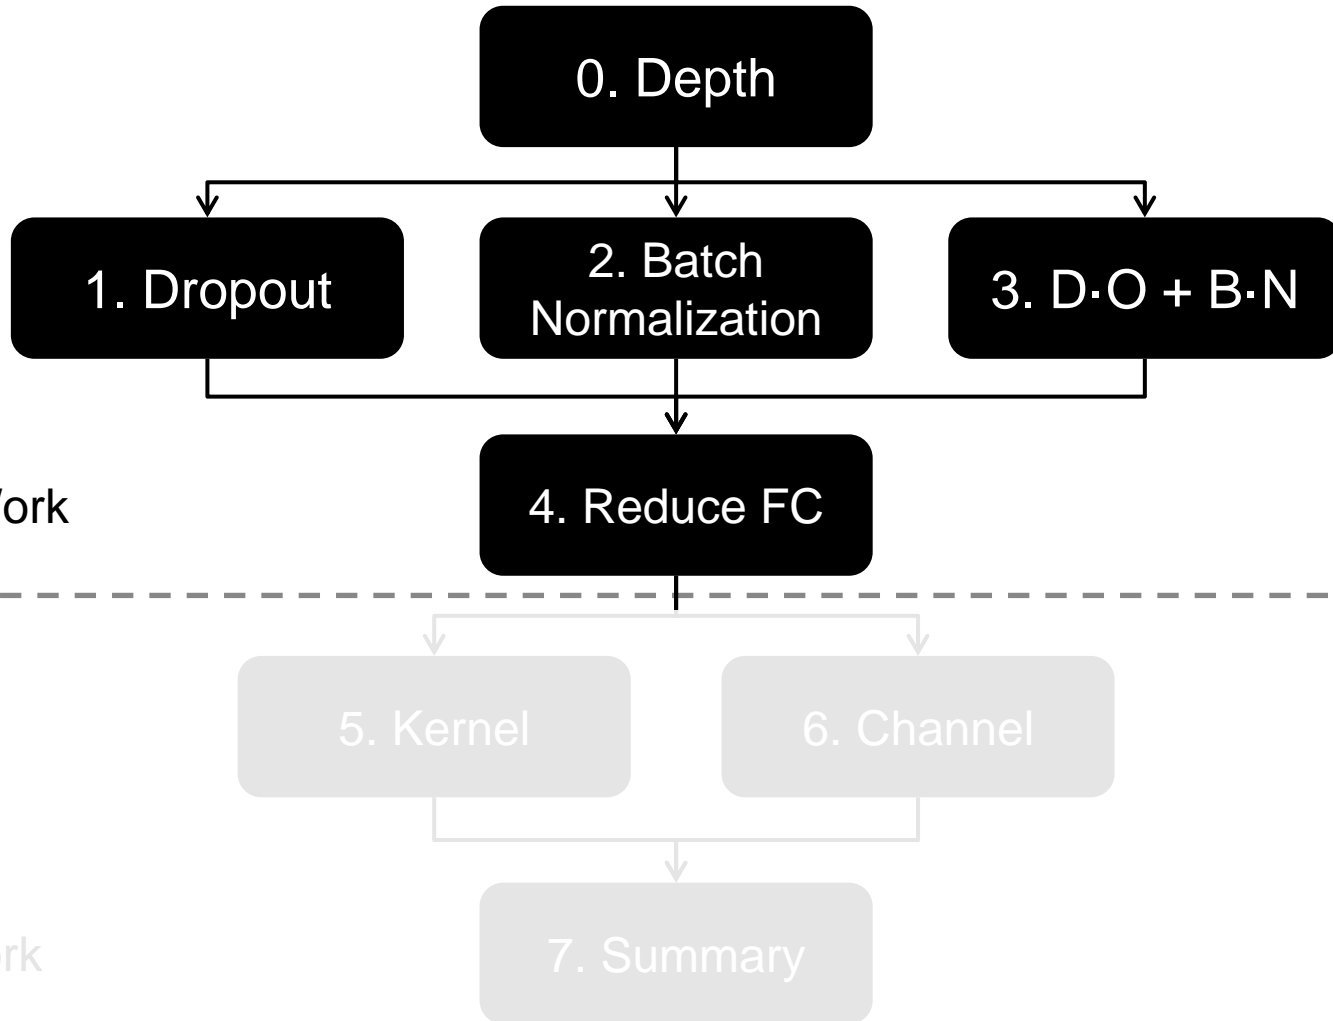 0. Depth
1. Dropout
2. Batch
Normalization
3. D·O + B·N
4. Reduce FC
5. Kernel
6. Channel
7. Summary